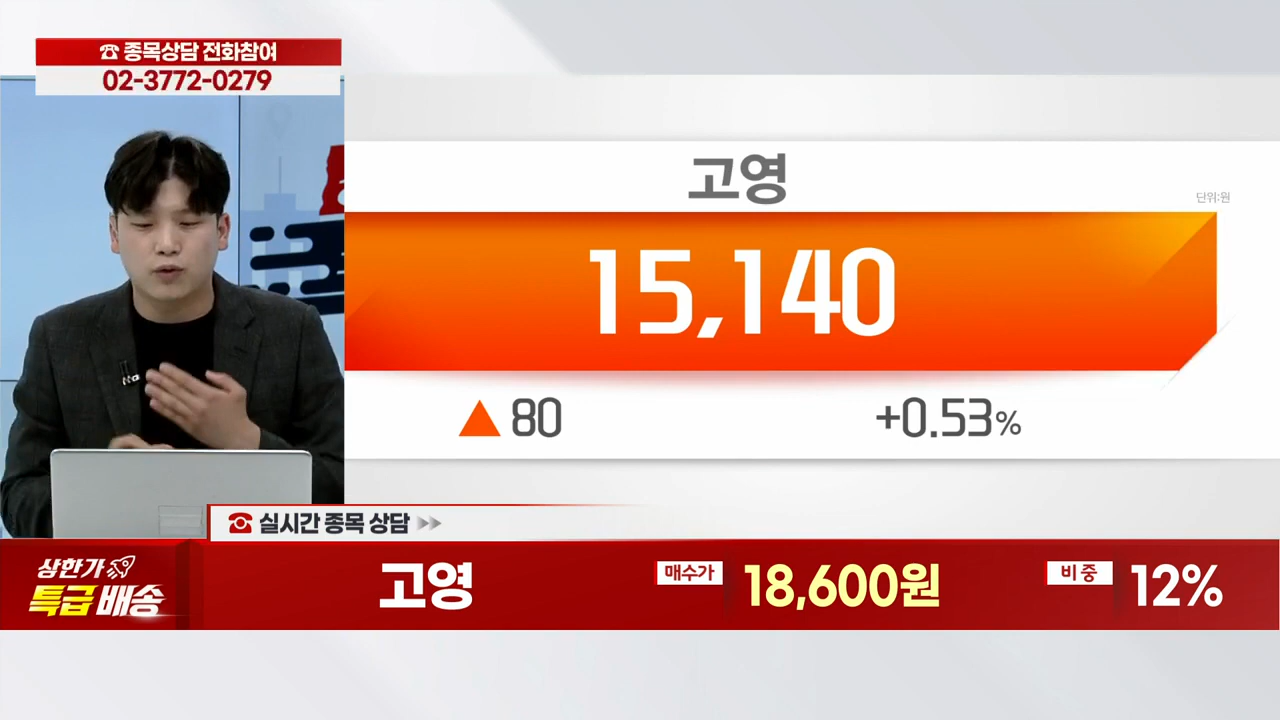 ☎ 종목상담 전화참여
02-3772-0279
고영
단위:원
15,140
▲ 80 +0.53%
☎ 실시간 종목 상담
상한가
특급 배송
고영 매수가 18,600원 비중 12%